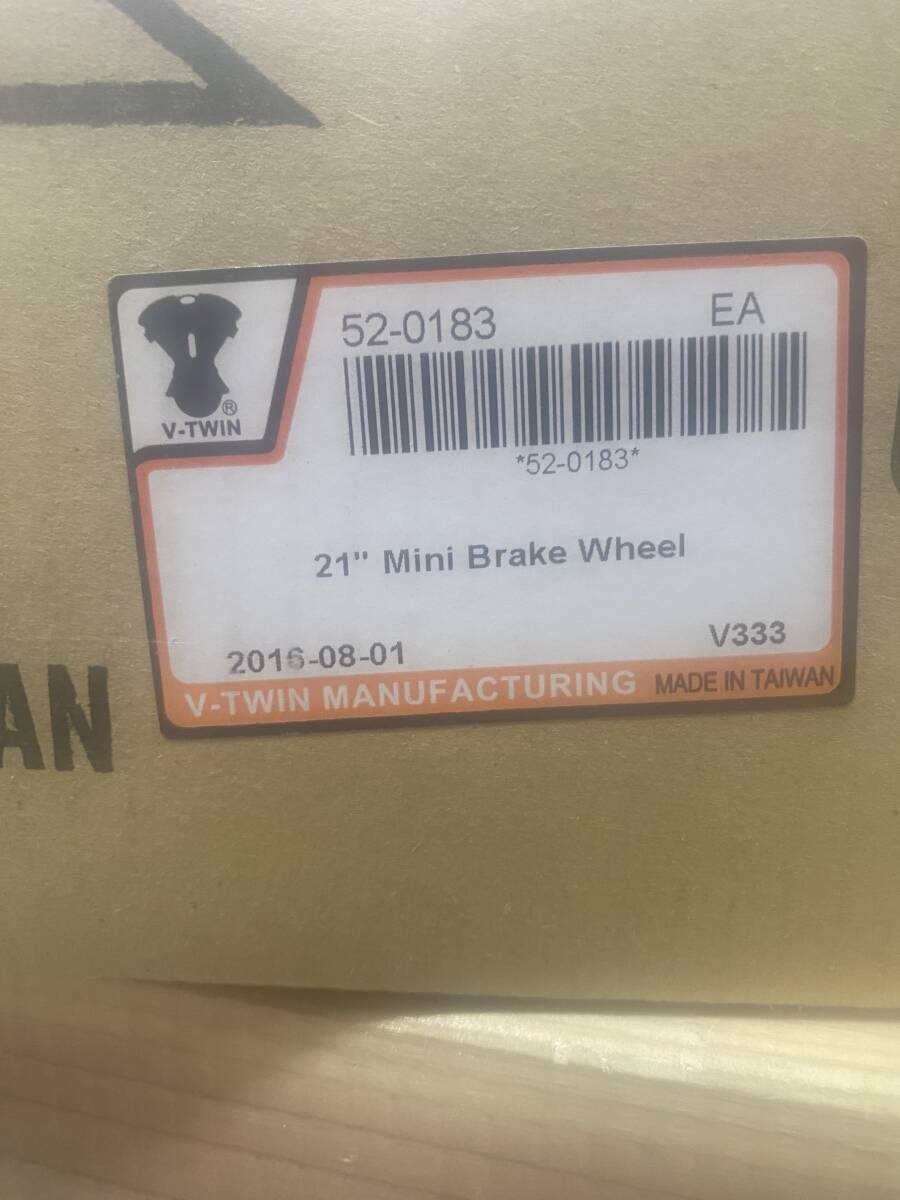 52-0183 EA
® 
V-TWIN
*52-0183*
21" Mini Brake Wheel
2016-08-01 V333
V-TWIN MANUFACTURING MADE IN TAIWAN
AN